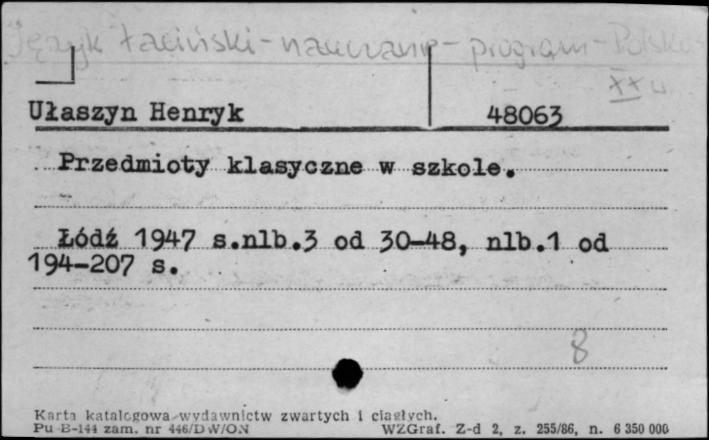 Język łaciński - nauczanie - program - Polska -
XX w.
Ułaszyn Henryk 48063
Przedmioty klasyczne w szkole.
Łódź 1947 s.nlb.3 od 30-48, nlb.1 od
194-207 s.
8
Karta katalogowa wydawnictw zwartych i ciągłych.
Pu B-144 zam. nr 446/DW/ON WZGraf. Z-d 2, z. 255/86, n. 6 350 000